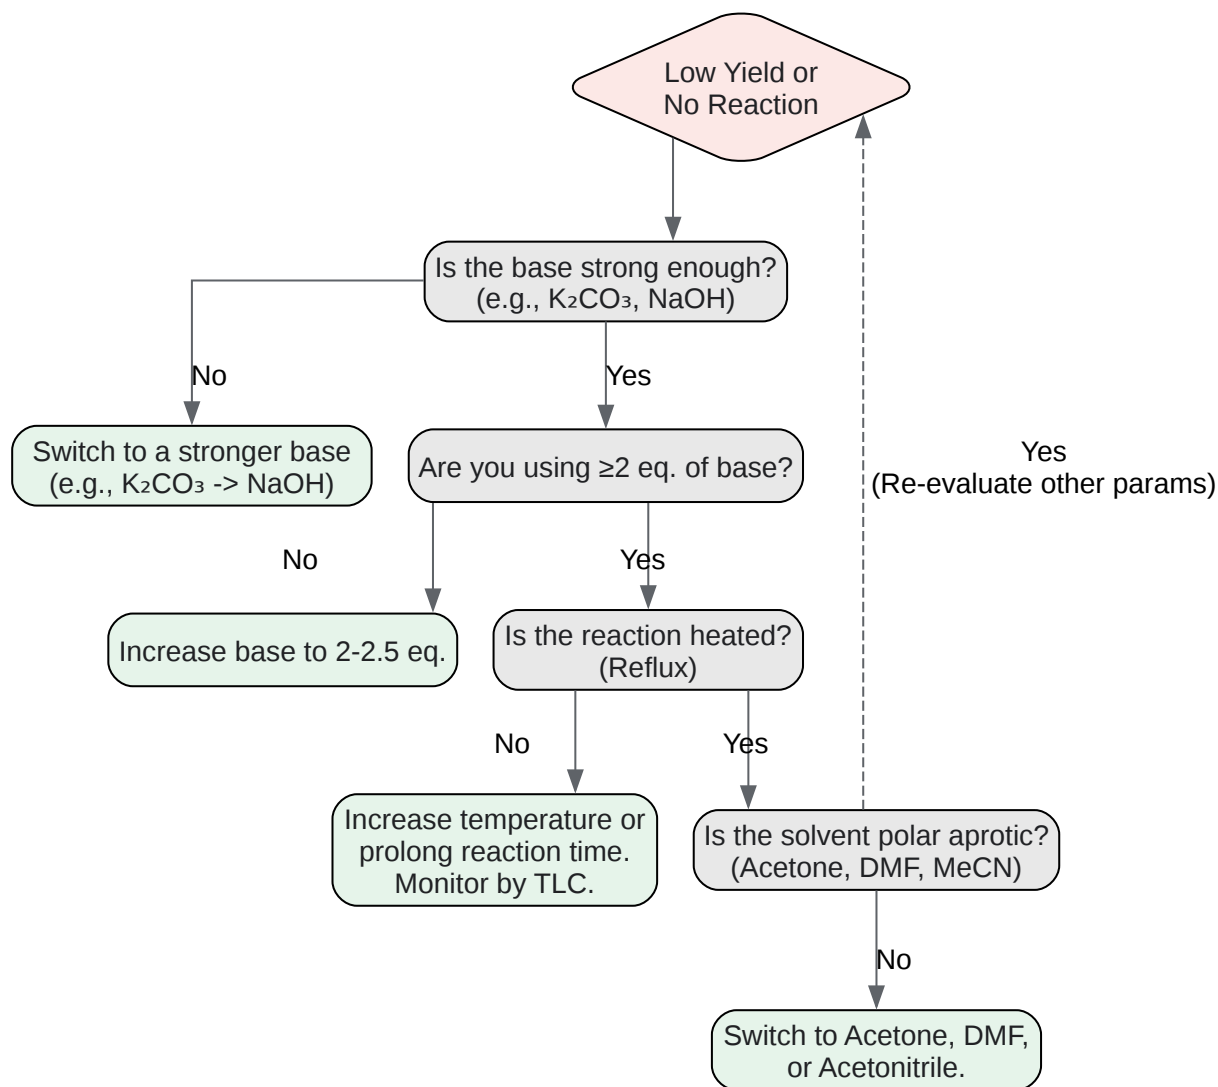 Low Yield or
No Reaction
Is the base strong enough?
(e.g., K₂CO₃, NaOH)
No
Yes
Switch to a stronger base
(e.g., K₂CO₃ -> NaOH)
Are you using ≥2 eq. of base?
Yes
(Re-evaluate other params)
No
Yes
Increase base to 2-2.5 eq.
Is the reaction heated?
(Reflux)
No
Yes
Increase temperature or
prolong reaction time.
Monitor by TLC.
Is the solvent polar aprotic?
(Acetone, DMF, MeCN)
No
Switch to Acetone, DMF,
or Acetonitrile.